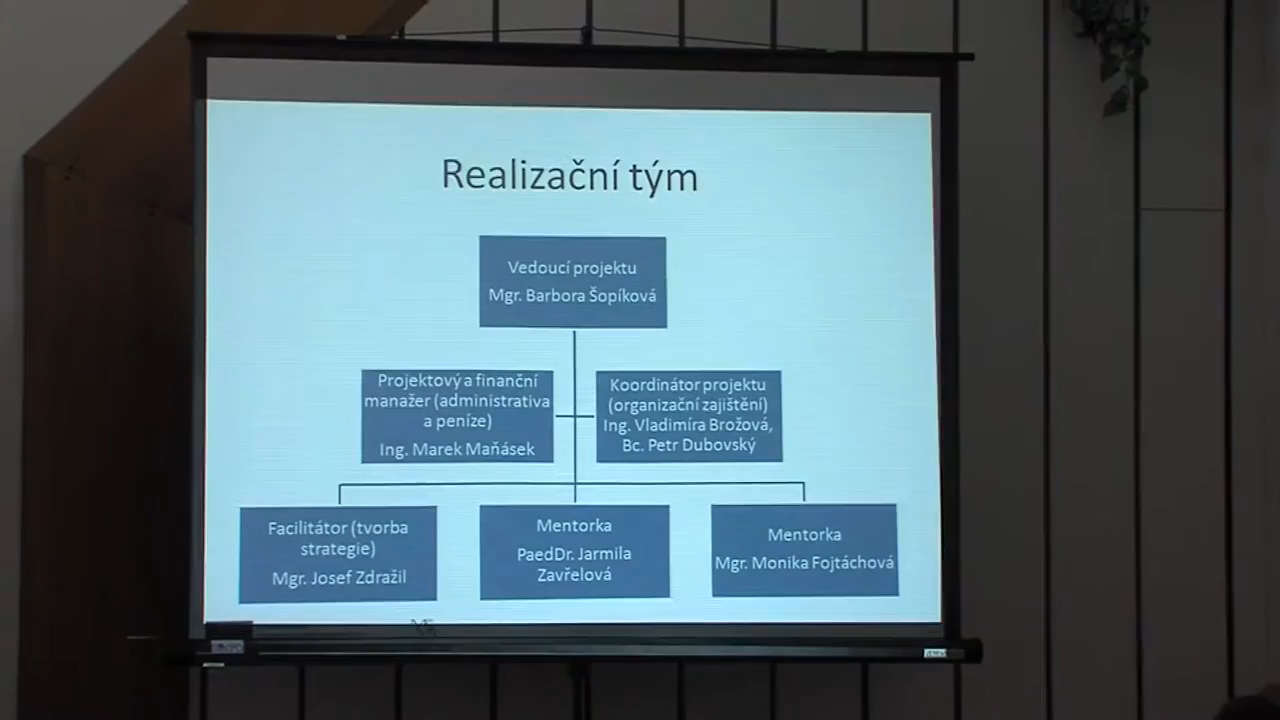 Realizační tým
Vedoucí projektu
Mgr. Barbora Šopíková
Projektový a finanční
manažer (administrativa
a peníze)
Ing. Marek Maňásek
Koordinátor projektu
(organizační zajištění)
Ing. Vladimíra Brožová,
Bc. Petr Dubovský
Facilitátor (tvorba
strategie)
Mgr. Josef Zdražil
Mentorka
PaedDr. Jarmila
Zavřelová
Mentorka
Mgr. Monika Fojtáchová